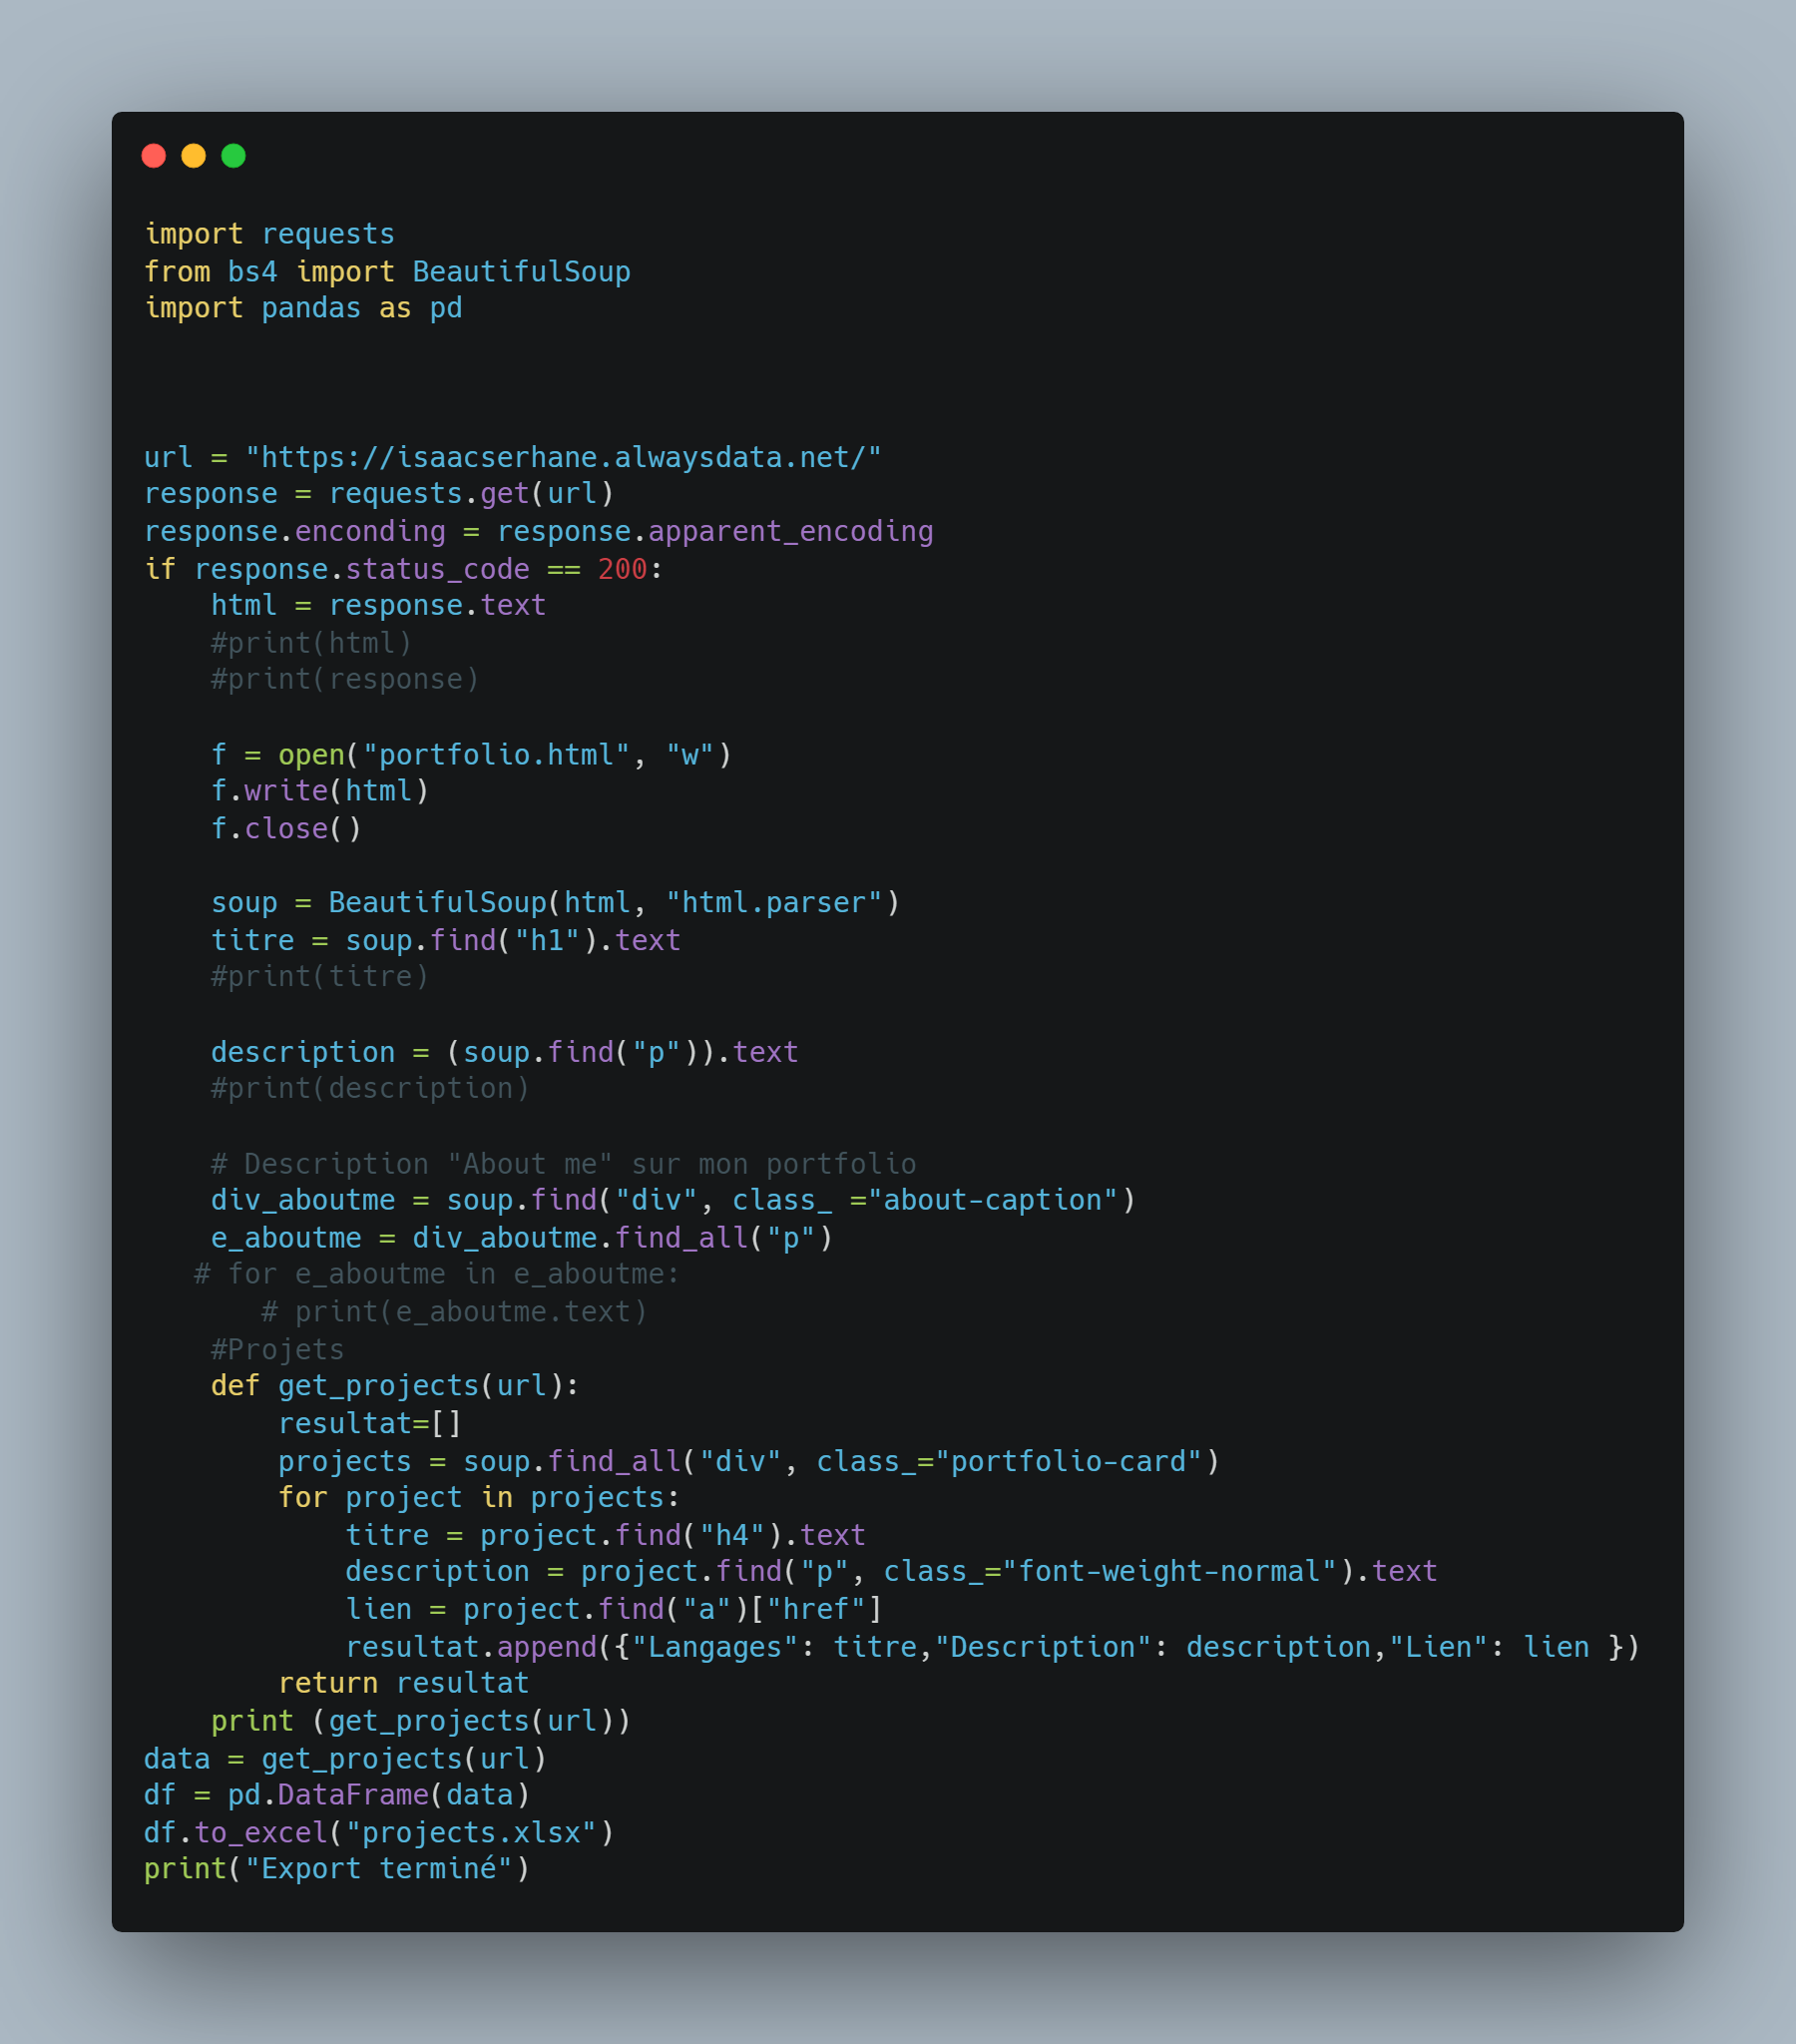 import requests
from bs4 import BeautifulSoup
import pandas as pd
url = "https://isaacserhane.alwaysdata.net/"
response = requests.get(url)
response.enconding = response.apparent_encoding
if response.status_code == 200:
    html = response.text
    #print(html)
    #print(response)
    f = open("portfolio.html", "w")
    f.write(html)
    f.close()
    soup = BeautifulSoup(html, "html.parser")
    titre = soup.find("h1").text
    #print(titre)
    description = (soup.find("p")).text
    #print(description)
    # Description "About me" sur mon portfolio
    div_aboutme = soup.find("div", class_ ="about-caption")
    e_aboutme = div_aboutme.find_all("p")
   # for e_aboutme in e_aboutme:
       # print(e_aboutme.text)
    #Projets
    def get_projects(url):
        resultat=[]
        projects = soup.find_all("div", class_="portfolio-card")
        for project in projects:
            titre = project.find("h4").text
            description = project.find("p", class_="font-weight-normal").text
            lien = project.find("a")["href"]
            resultat.append({"Langages": titre,"Description": description,"Lien": lien })
        return resultat
    print (get_projects(url))
data = get_projects(url)
df = pd.DataFrame(data)
df.to_excel("projects.xlsx")
print("Export terminé")